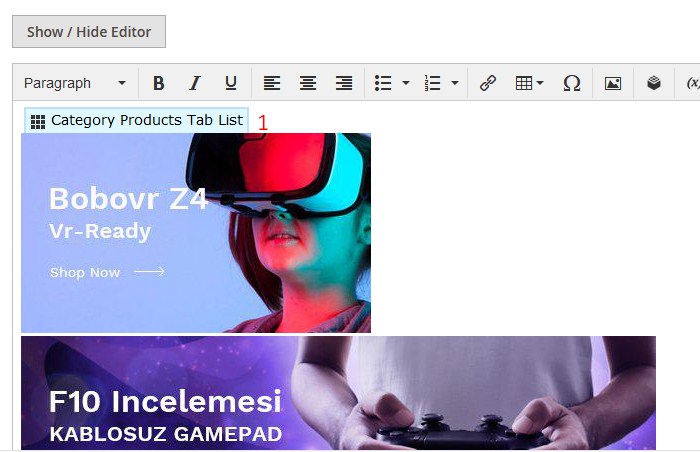 Show / Hide Editor
Paragraph B I U Ω (x)
Category Products Tab List 1
Bobovr Z4
Vr-Ready
Shop Now
F10 Incelemesi
KABLOSUZ GAMEPAD